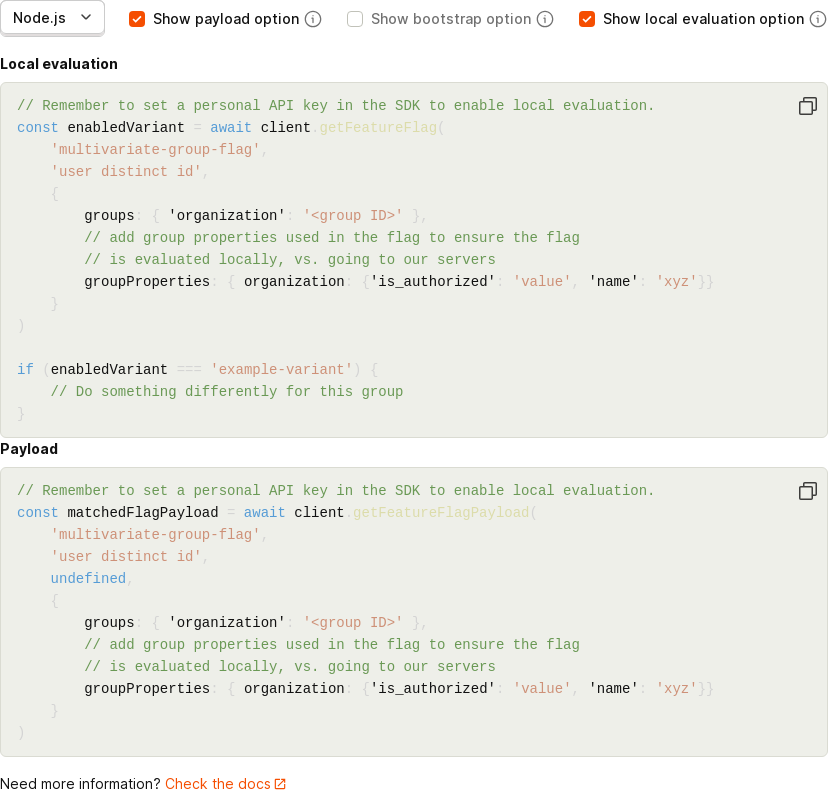 Node.js Show payload option Show bootstrap option Show local evaluation option
Local evaluation
// Remember to set a personal API key in the SDK to enable local evaluation.
const enabledVariant = await client.getFeatureFlag(
    'multivariate-group-flag',
    'user distinct id',
    {
        groups: { 'organization': '<group ID>' },
        // add group properties used in the flag to ensure the flag
        // is evaluated locally, vs. going to our servers
        groupProperties: { organization: {'is_authorized': 'value', 'name': 'xyz'}}
    }
)

if (enabledVariant === 'example-variant') {
    // Do something differently for this group
}
Payload
// Remember to set a personal API key in the SDK to enable local evaluation.
const matchedFlagPayload = await client.getFeatureFlagPayload(
    'multivariate-group-flag',
    'user distinct id',
    undefined,
    {
        groups: { 'organization': '<group ID>' },
        // add group properties used in the flag to ensure the flag
        // is evaluated locally, vs. going to our servers
        groupProperties: { organization: {'is_authorized': 'value', 'name': 'xyz'}}
    }
)
Need more information? Check the docs